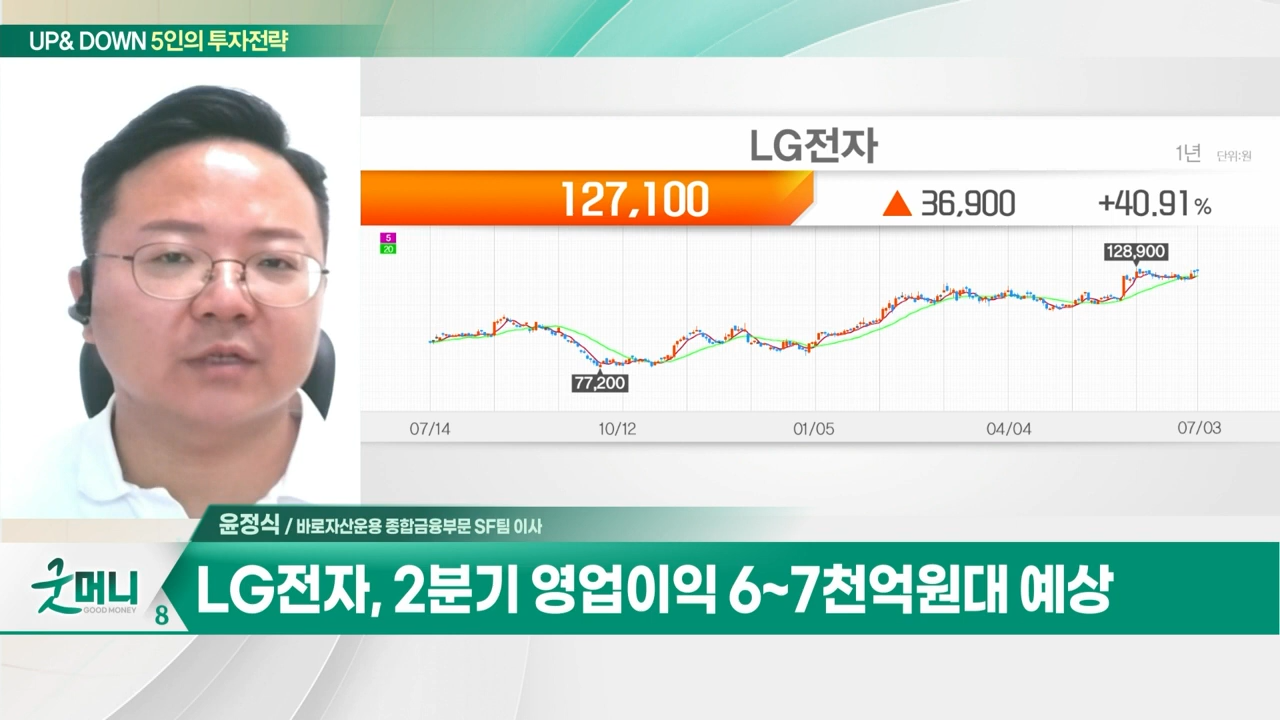 UP& DOWN 5인의 투자전략
LG전자
1년 단위:원
127,100 ▲ 36,900 +40.91%
5
20
128,900
77,200
07/14 10/12 01/05 04/04 07/03
윤정식 / 바로자산운용 종합금융부문 SF팀 이사
굿머니
GOOD MONEY
8
LG전자, 2분기 영업이익 6~7천억원대 예상